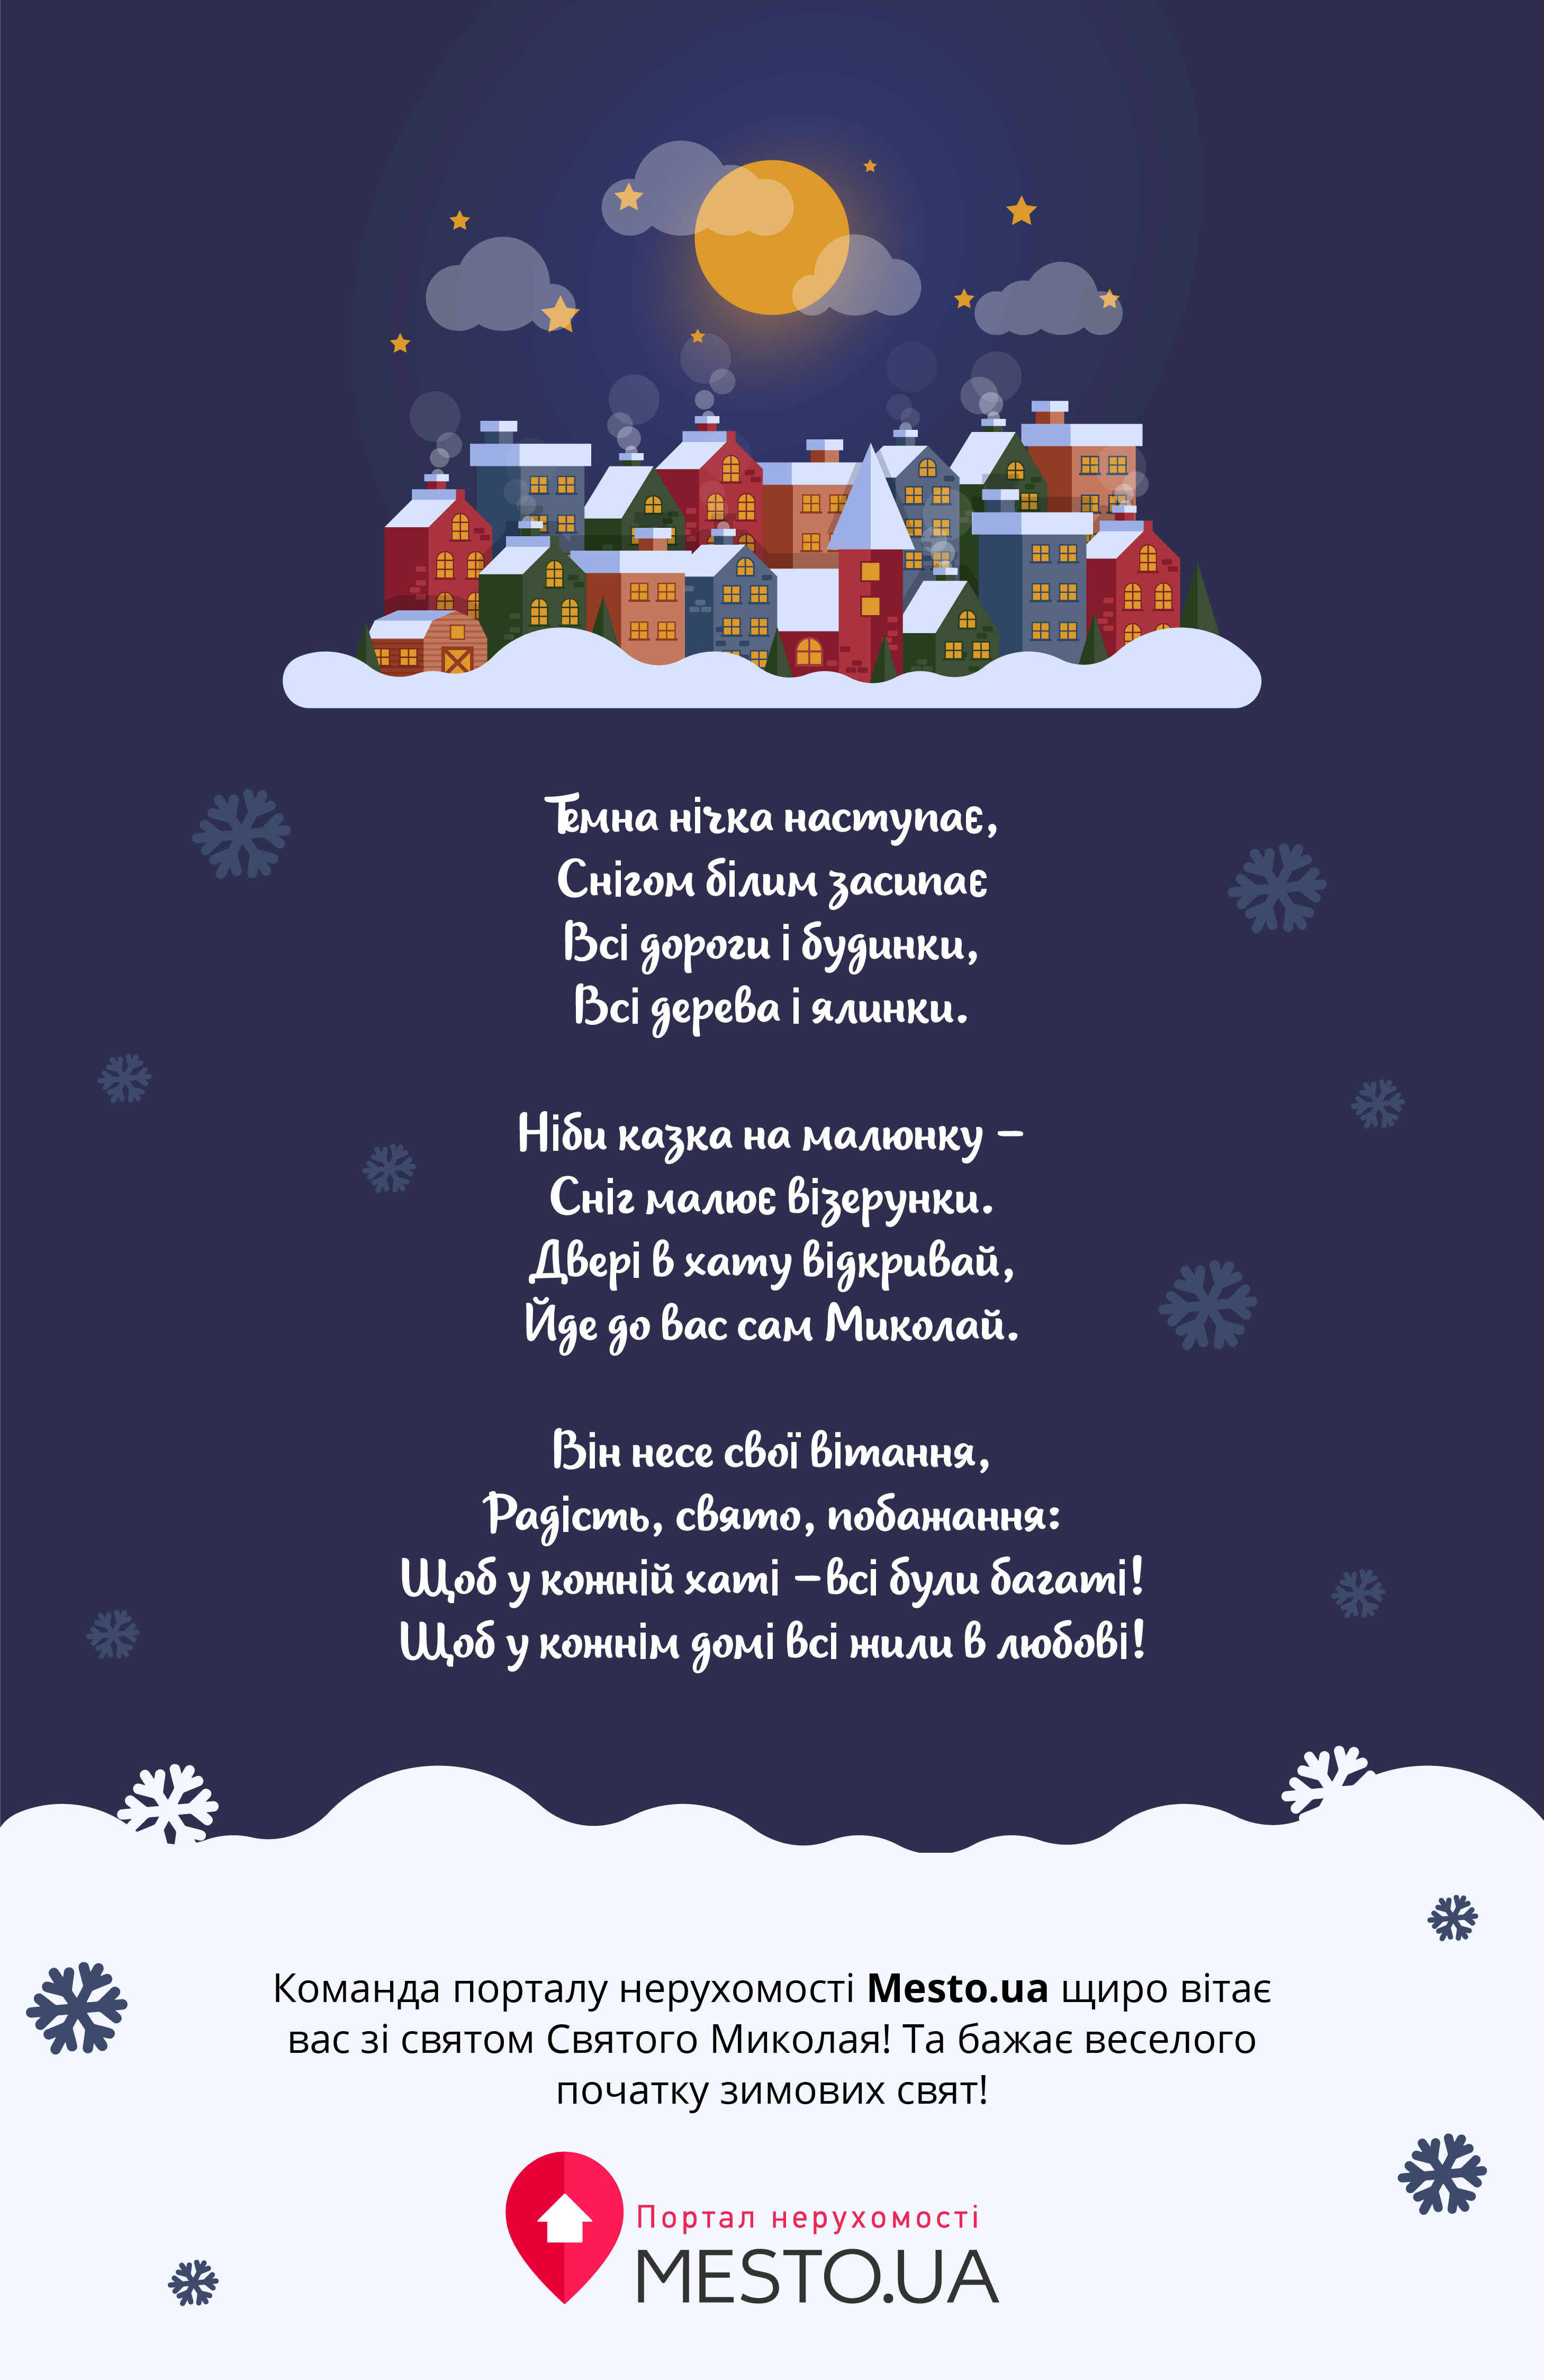 Темна нічка наступає,
Снігом білим засипає
Всі дороги і будинки,
Всі дерева і ялинки.
Ніби казка на малюнку –
Сніг малює візерунки.
Двері в хату відкривай,
Йде до вас сам Миколай.
Він несе свої вітання,
Радість, свято, побажання:
Щоб у кожній хаті –всі були багаті!
Щоб у кожнім домі всі жили в любові!
Команда порталу нерухомості Mesto.ua щиро вітає
вас зі святом Святого Миколая! Та бажає веселого
початку зимових свят!
Портал нерухомості
MESTO.UA